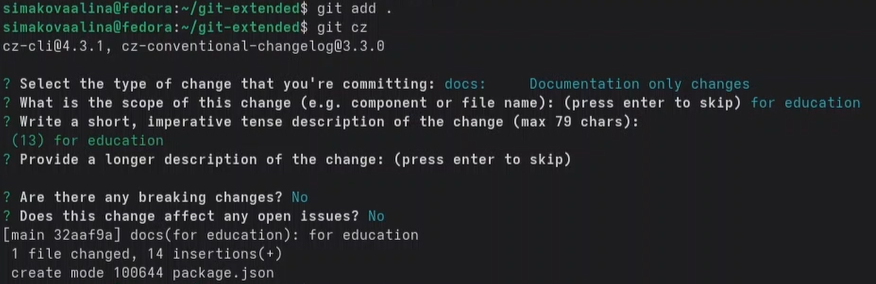 simakovaalina@fedora:~/git-extended$ git add .
simakovaalina@fedora:~/git-extended$ git cz
cz-cli@4.3.1, cz-conventional-changelog@3.3.0
? Select the type of change that you're committing: docs:     Documentation only changes
? What is the scope of this change (e.g. component or file name): (press enter to skip) for education
? Write a short, imperative tense description of the change (max 79 chars):
(13) for education
? Provide a longer description of the change: (press enter to skip)
? Are there any breaking changes? No
? Does this change affect any open issues? No
[main 32aaf9a] docs(for education): for education
1 file changed, 14 insertions(+)
create mode 100644 package.json